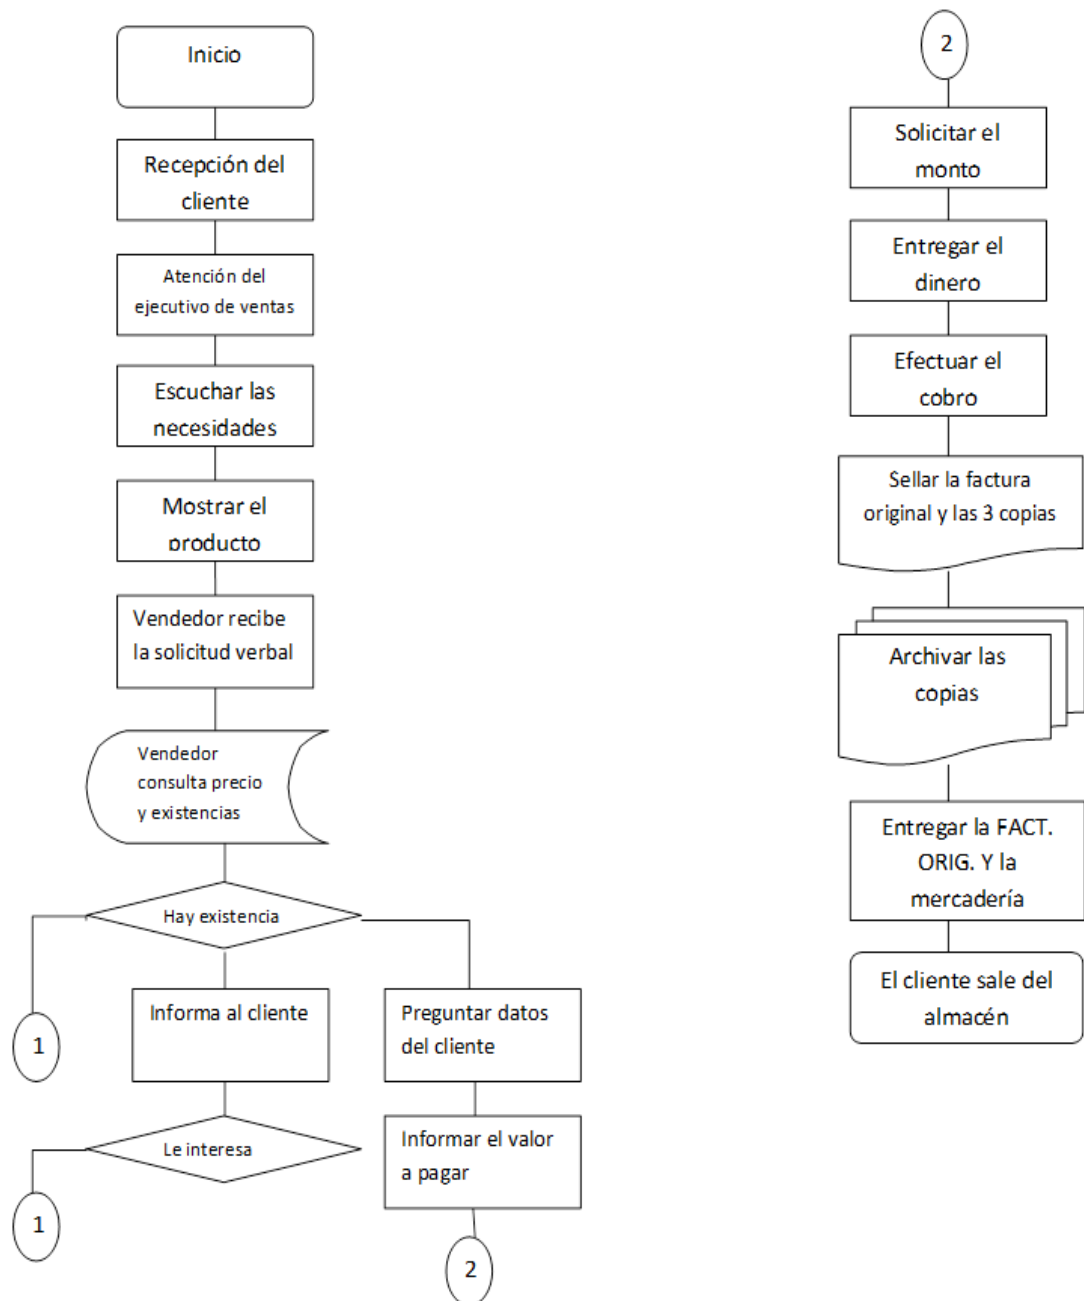 Inicio
Recepción del
cliente
Atención del
ejecutivo de ventas
Escuchar las
necesidades
Mostrar el
producto
Vendedor recibe
la solicitud verbal
Vendedor
consulta precio
y existencias
Hay existencia
1
Informa al cliente
Preguntar datos
del cliente
Le interesa
1
Informar el valor
a pagar
2
2
Solicitar el
monto
Entregar el
dinero
Efectuar el
cobro
Sellar la factura
original y las 3 copias
Archivar las
copias
Entregar la FACT.
ORIG. Y la
mercadería
El cliente sale del
almacén